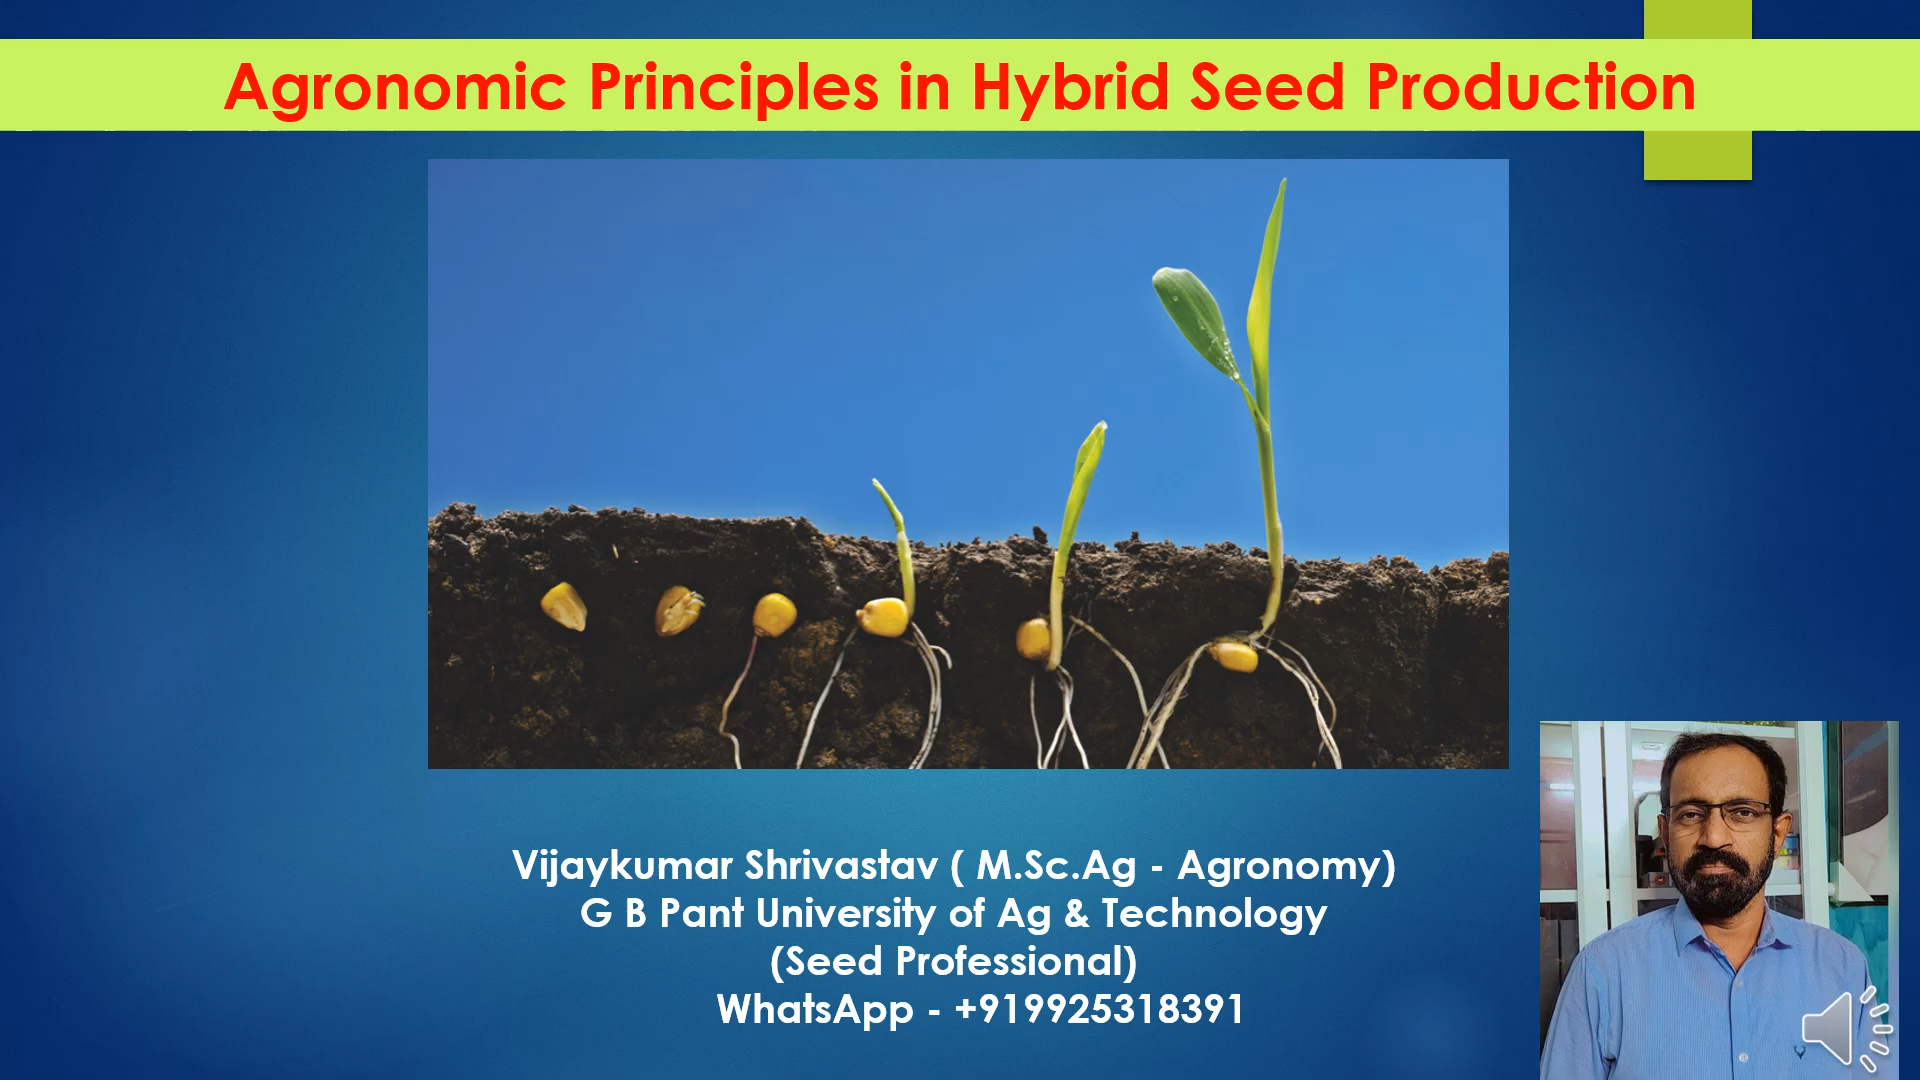 Agronomic Principles in Hybrid Seed Production
Vijaykumar Shrivastav ( M.Sc.Ag - Agronomy)
G B Pant University of Ag & Technology
(Seed Professional)
WhatsApp - +919925318391